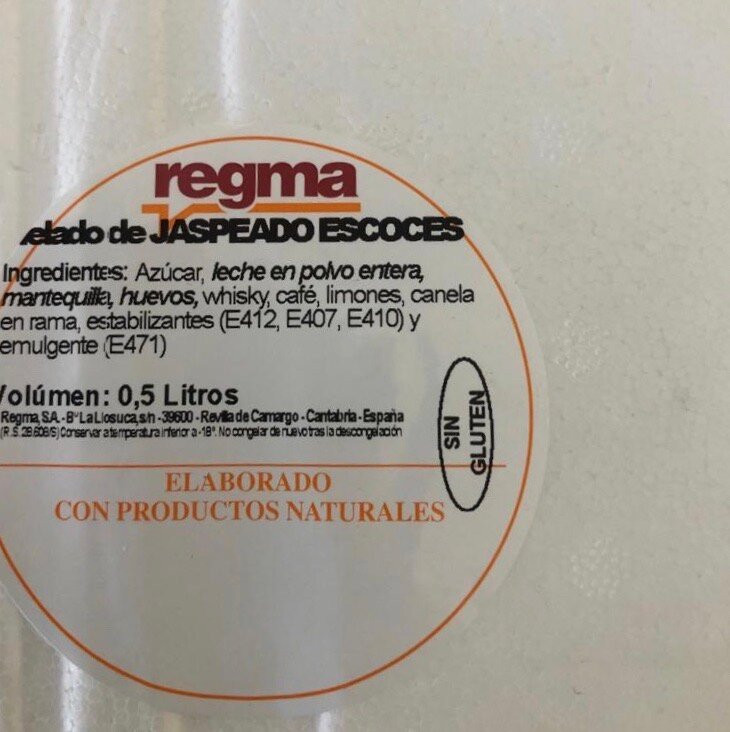 regma
elado de JASPEADO ESCOCES
Ingredientes: Azúcar, leche en polvo entera,
mantequilla, huevos, whisky, café, limones, canela
en rama, estabilizantes (E412, E407, E410) y
emulgente (E471)
Volúmen: 0,5 Litros
Regma, S.A. - Bº La Llosuca, s/n - 39600 - Revilla de Camargo - Cantabria - España
(R.S. 28.608/S) Conservar a temperatura inferior a -18º. No congelar de nuevo tras la descongelación
SIN
GLUTEN
ELABORADO
CON PRODUCTOS NATURALES